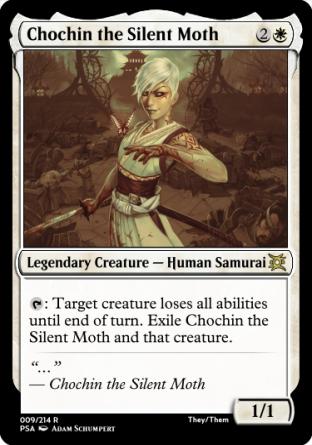 Chochin the Silent Moth 2
Legendary Creature — Human Samurai
: Target creature loses all abilities
until end of turn. Exile Chochin the
Silent Moth and that creature.
“...”
— Chochin the Silent Moth
1/1
009/214 R They/Them
PSA Adam Schumpert